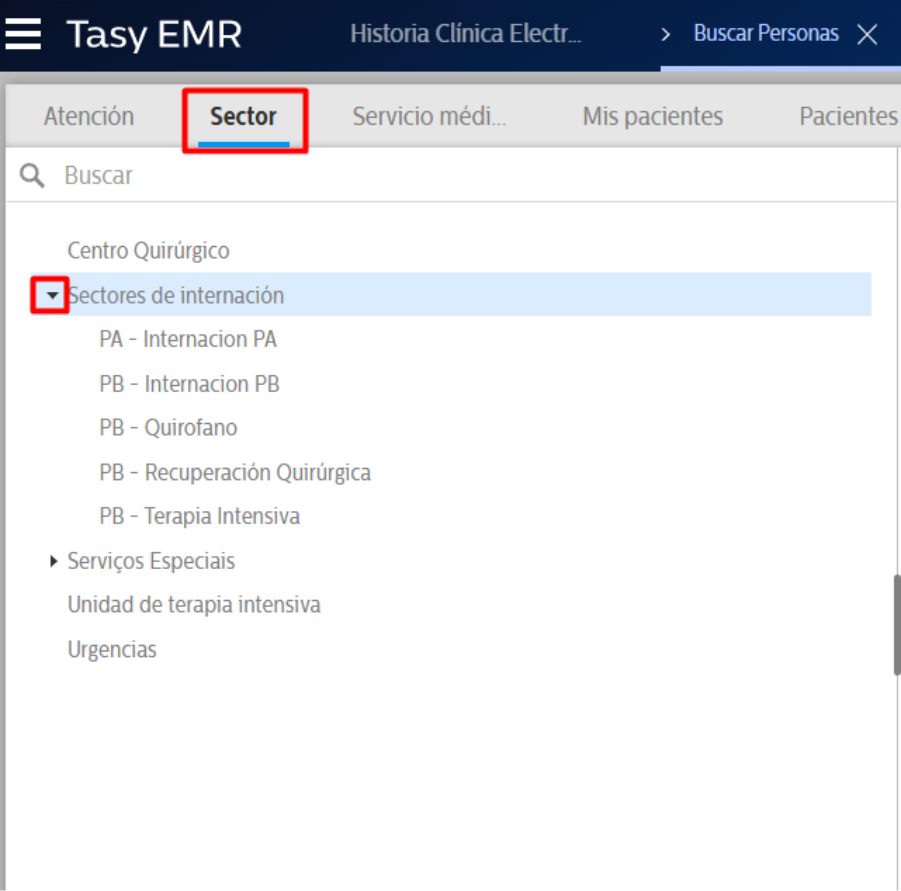 Tasy EMR Historia Clínica Electr... > Buscar Personas
Atención Sector Servicio médi... Mis pacientes Pacientes
Buscar
Centro Quirúrgico
Sectores de internación
PA - Internacion PA
PB - Internacion PB
PB - Quirofano
PB - Recuperación Quirúrgica
PB - Terapia Intensiva
Serviços Especiais
Unidad de terapia intensiva
Urgencias